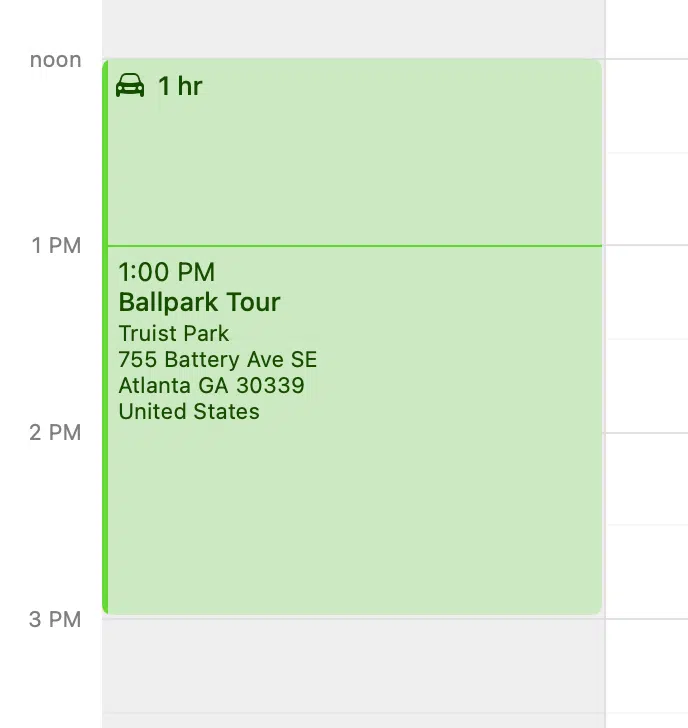 noon
1 hr
1 PM
1:00 PM
Ballpark Tour
Truist Park
755 Battery Ave SE
Atlanta GA 30339
United States
2 PM
3 PM